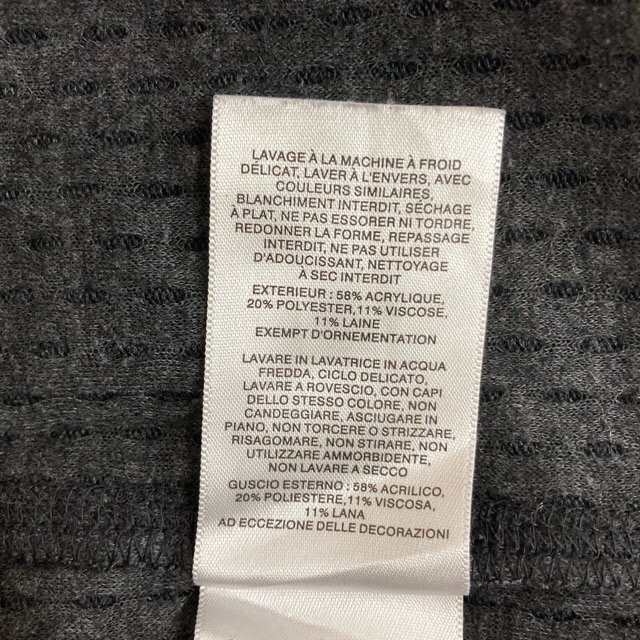 LAVAGE À LA MACHINE À FROID
DÉLICAT, LAVER À L'ENVERS, AVEC
COULEURS SIMILAIRES,
BLANCHIMENT INTERDIT, SÉCHAGE
À PLAT, NE PAS ESSORER NI TORDRE,
REDONNER LA FORME, REPASSAGE
INTERDIT, NE PAS UTILISER
D'ADOUCISSANT, NETTOYAGE
À SEC INTERDIT
EXTERIEUR : 58% ACRYLIQUE,
20% POLYESTER, 11% VISCOSE,
11% LAINE
EXEMPT D'ORNEMENTATION
LAVARE IN LAVATRICE IN ACQUA
FREDDA, CICLO DELICATO,
LAVARE A ROVESCIO, CON CAPI
DELLO STESSO COLORE, NON
CANDEGGIARE, ASCIUGARE IN
PIANO, NON TORCERE O STRIZZARE,
RISAGOMARE, NON STIRARE, NON
UTILIZZARE AMMORBIDENTE,
NON LAVARE A SECCO
GUSCIO ESTERNO : 58% ACRILICO,
20% POLIESTERE, 11% VISCOSA,
11% LANA
AD ECCEZIONE DELLE DECORAZIONI